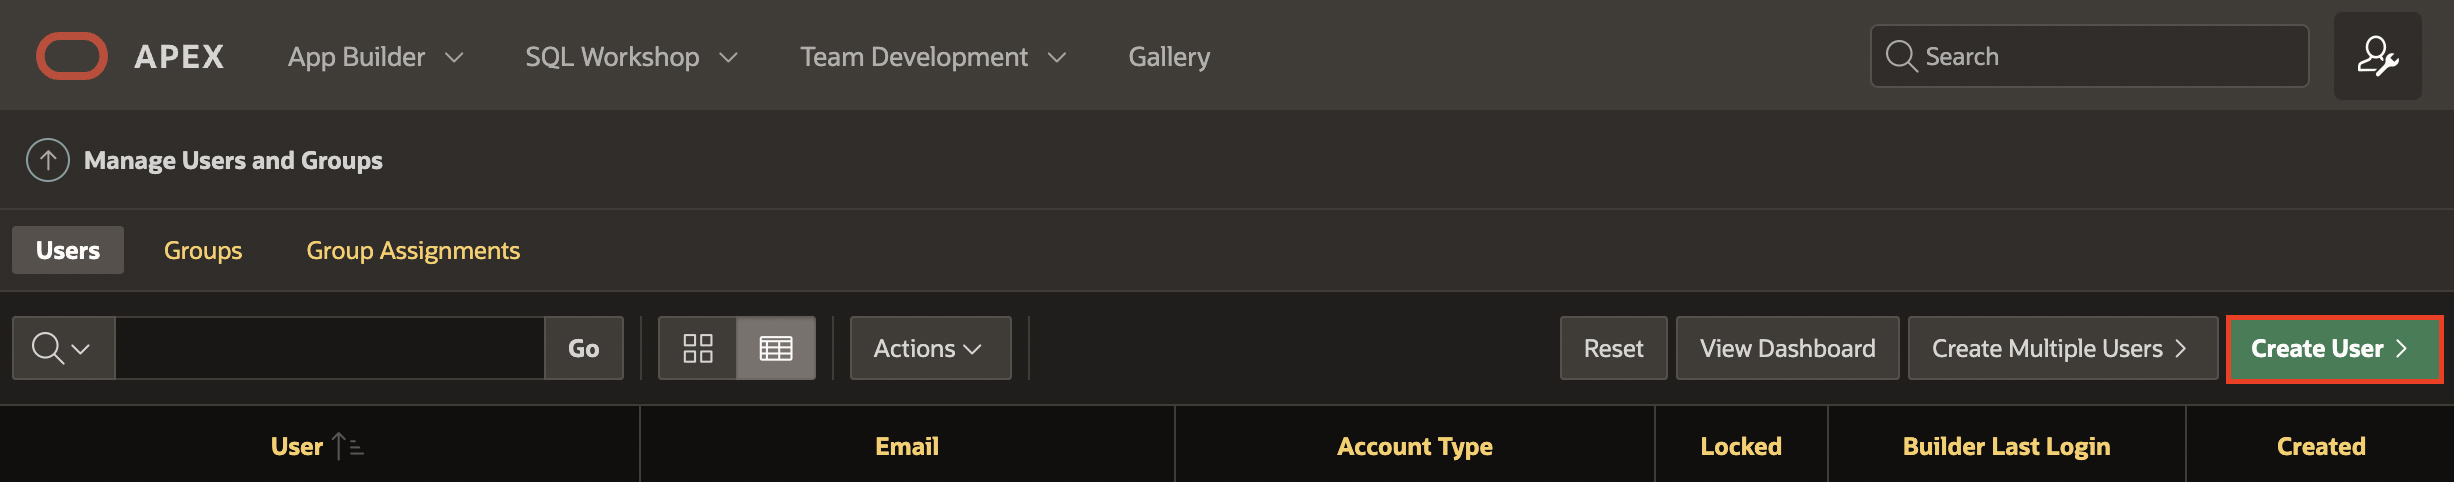 APEX App Builder SQL Workshop Team Development Gallery Search
Manage Users and Groups
Users Groups Group Assignments
Go Actions Reset View Dashboard Create Multiple Users Create User
User Email Account Type Locked Builder Last Login Created